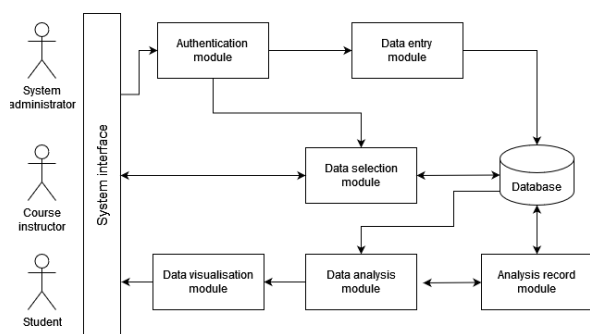 System
administrator
Course
instructor
Student
System interface
Authentication
module
Data entry
module
Data selection
module
Database
Data visualisation
module
Data analysis
module
Analysis record
module